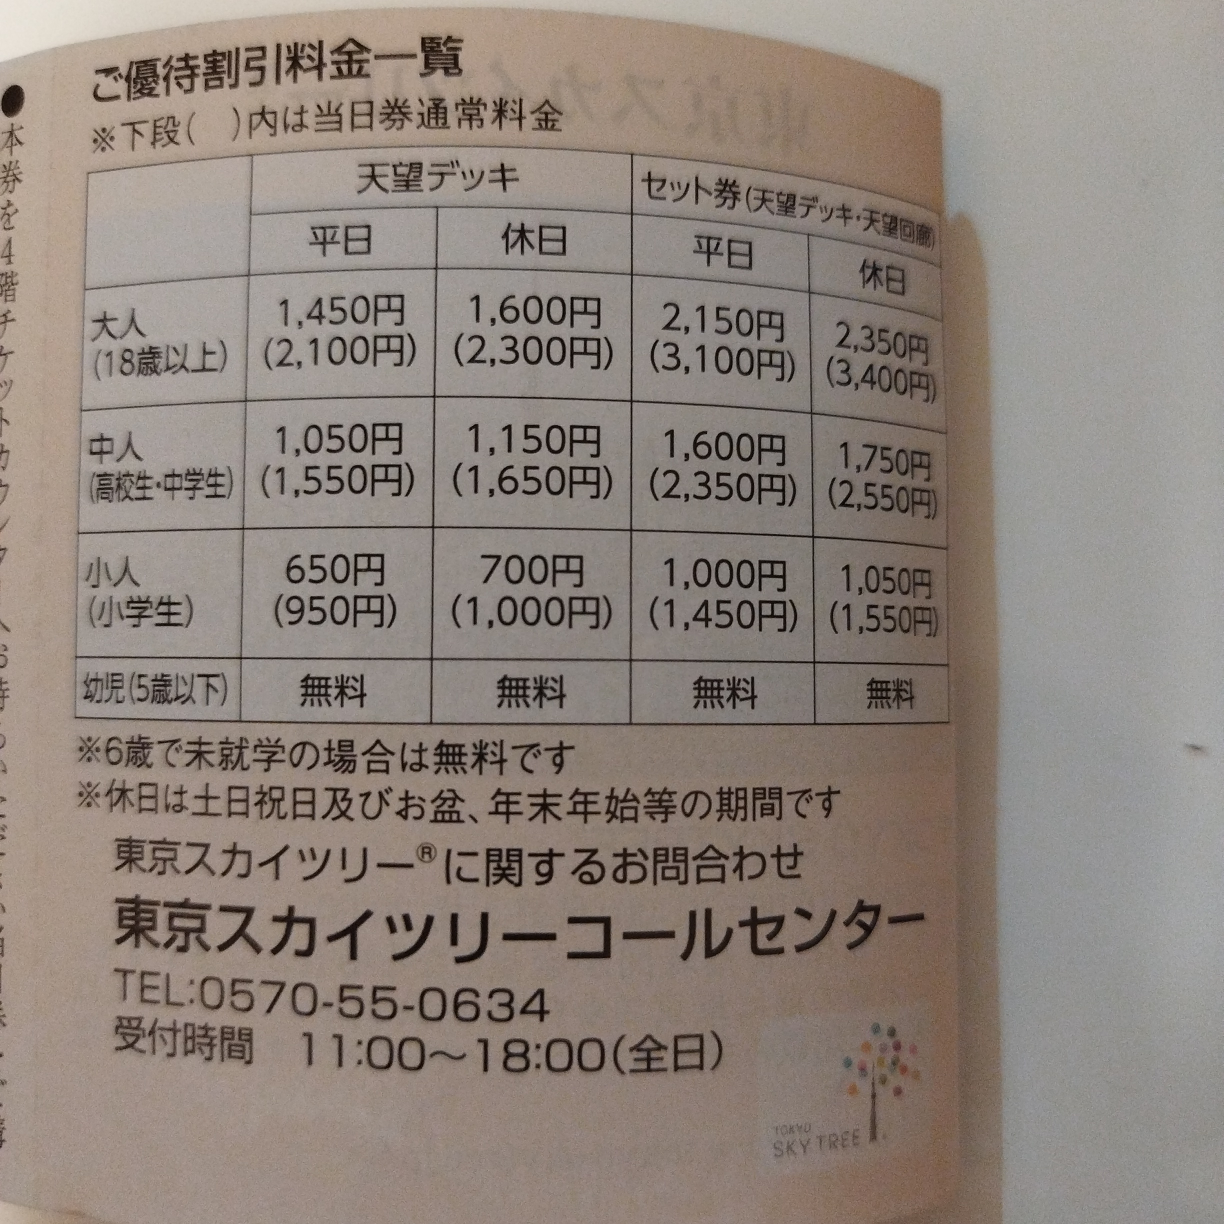 ご優待割引料金一覧
※下段(　)内は当日券通常料金
天望デッキ セット券(天望デッキ・天望回廊)
平日 休日 平日 休日
大人 1,450円 1,600円 2,150円 2,350円
(18歳以上) (2,100円) (2,300円) (3,100円) (3,400円)
中人 1,050円 1,150円 1,600円 1,750円
(高校生・中学生) (1,550円) (1,650円) (2,350円) (2,550円)
小人 650円 700円 1,000円 1,050円
(小学生) (950円) (1,000円) (1,450円) (1,550円)
幼児(5歳以下) 無料 無料 無料 無料
※6歳で未就学の場合は無料です
※休日は土日祝日及びお盆、年末年始等の期間です
東京スカイツリー®に関するお問合わせ
東京スカイツリーコールセンター
TEL:0570-55-0634
受付時間　11:00〜18:00(全日)
TOKYO
SKYTREE
●本券を4階チケットカウンター